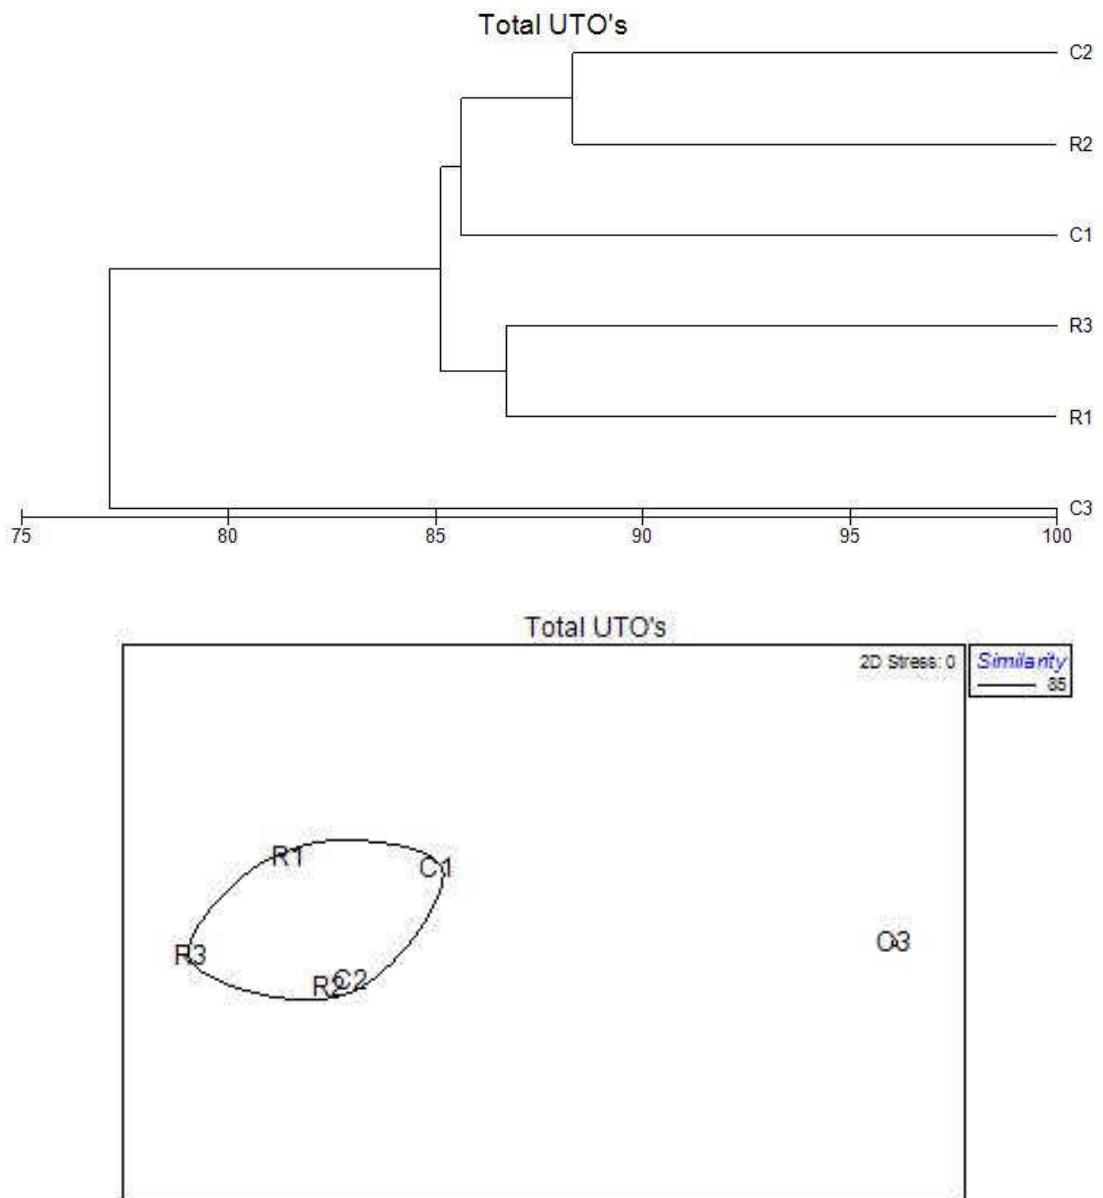 Total UTO's
C2
R2
C1
R3
R1
C3
75 80 85 90 95 100
Total UTO's
2D Stress: 0
Similarity
85
R1
C1
C3
R3
C2
R2